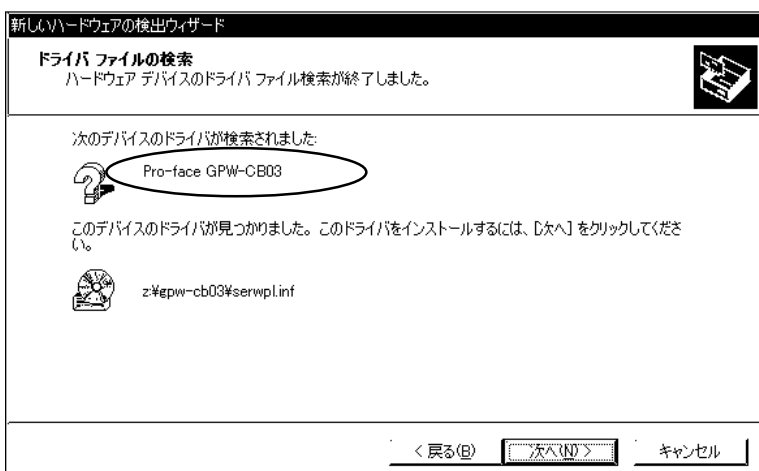 新しいハードウェアの検出ウィザード
ドライバ ファイルの検索
ハードウェア デバイスのドライバ ファイル検索が終了しました。
次のデバイスのドライバが検索されました:
Pro-face GPW-CB03
このデバイスのドライバが見つかりました。このドライバをインストールするには、[次へ] をクリックしてくださ
い。
z:¥gpw-cb03¥serwpl.inf
< 戻る(B)
次へ(N) >
キャンセル